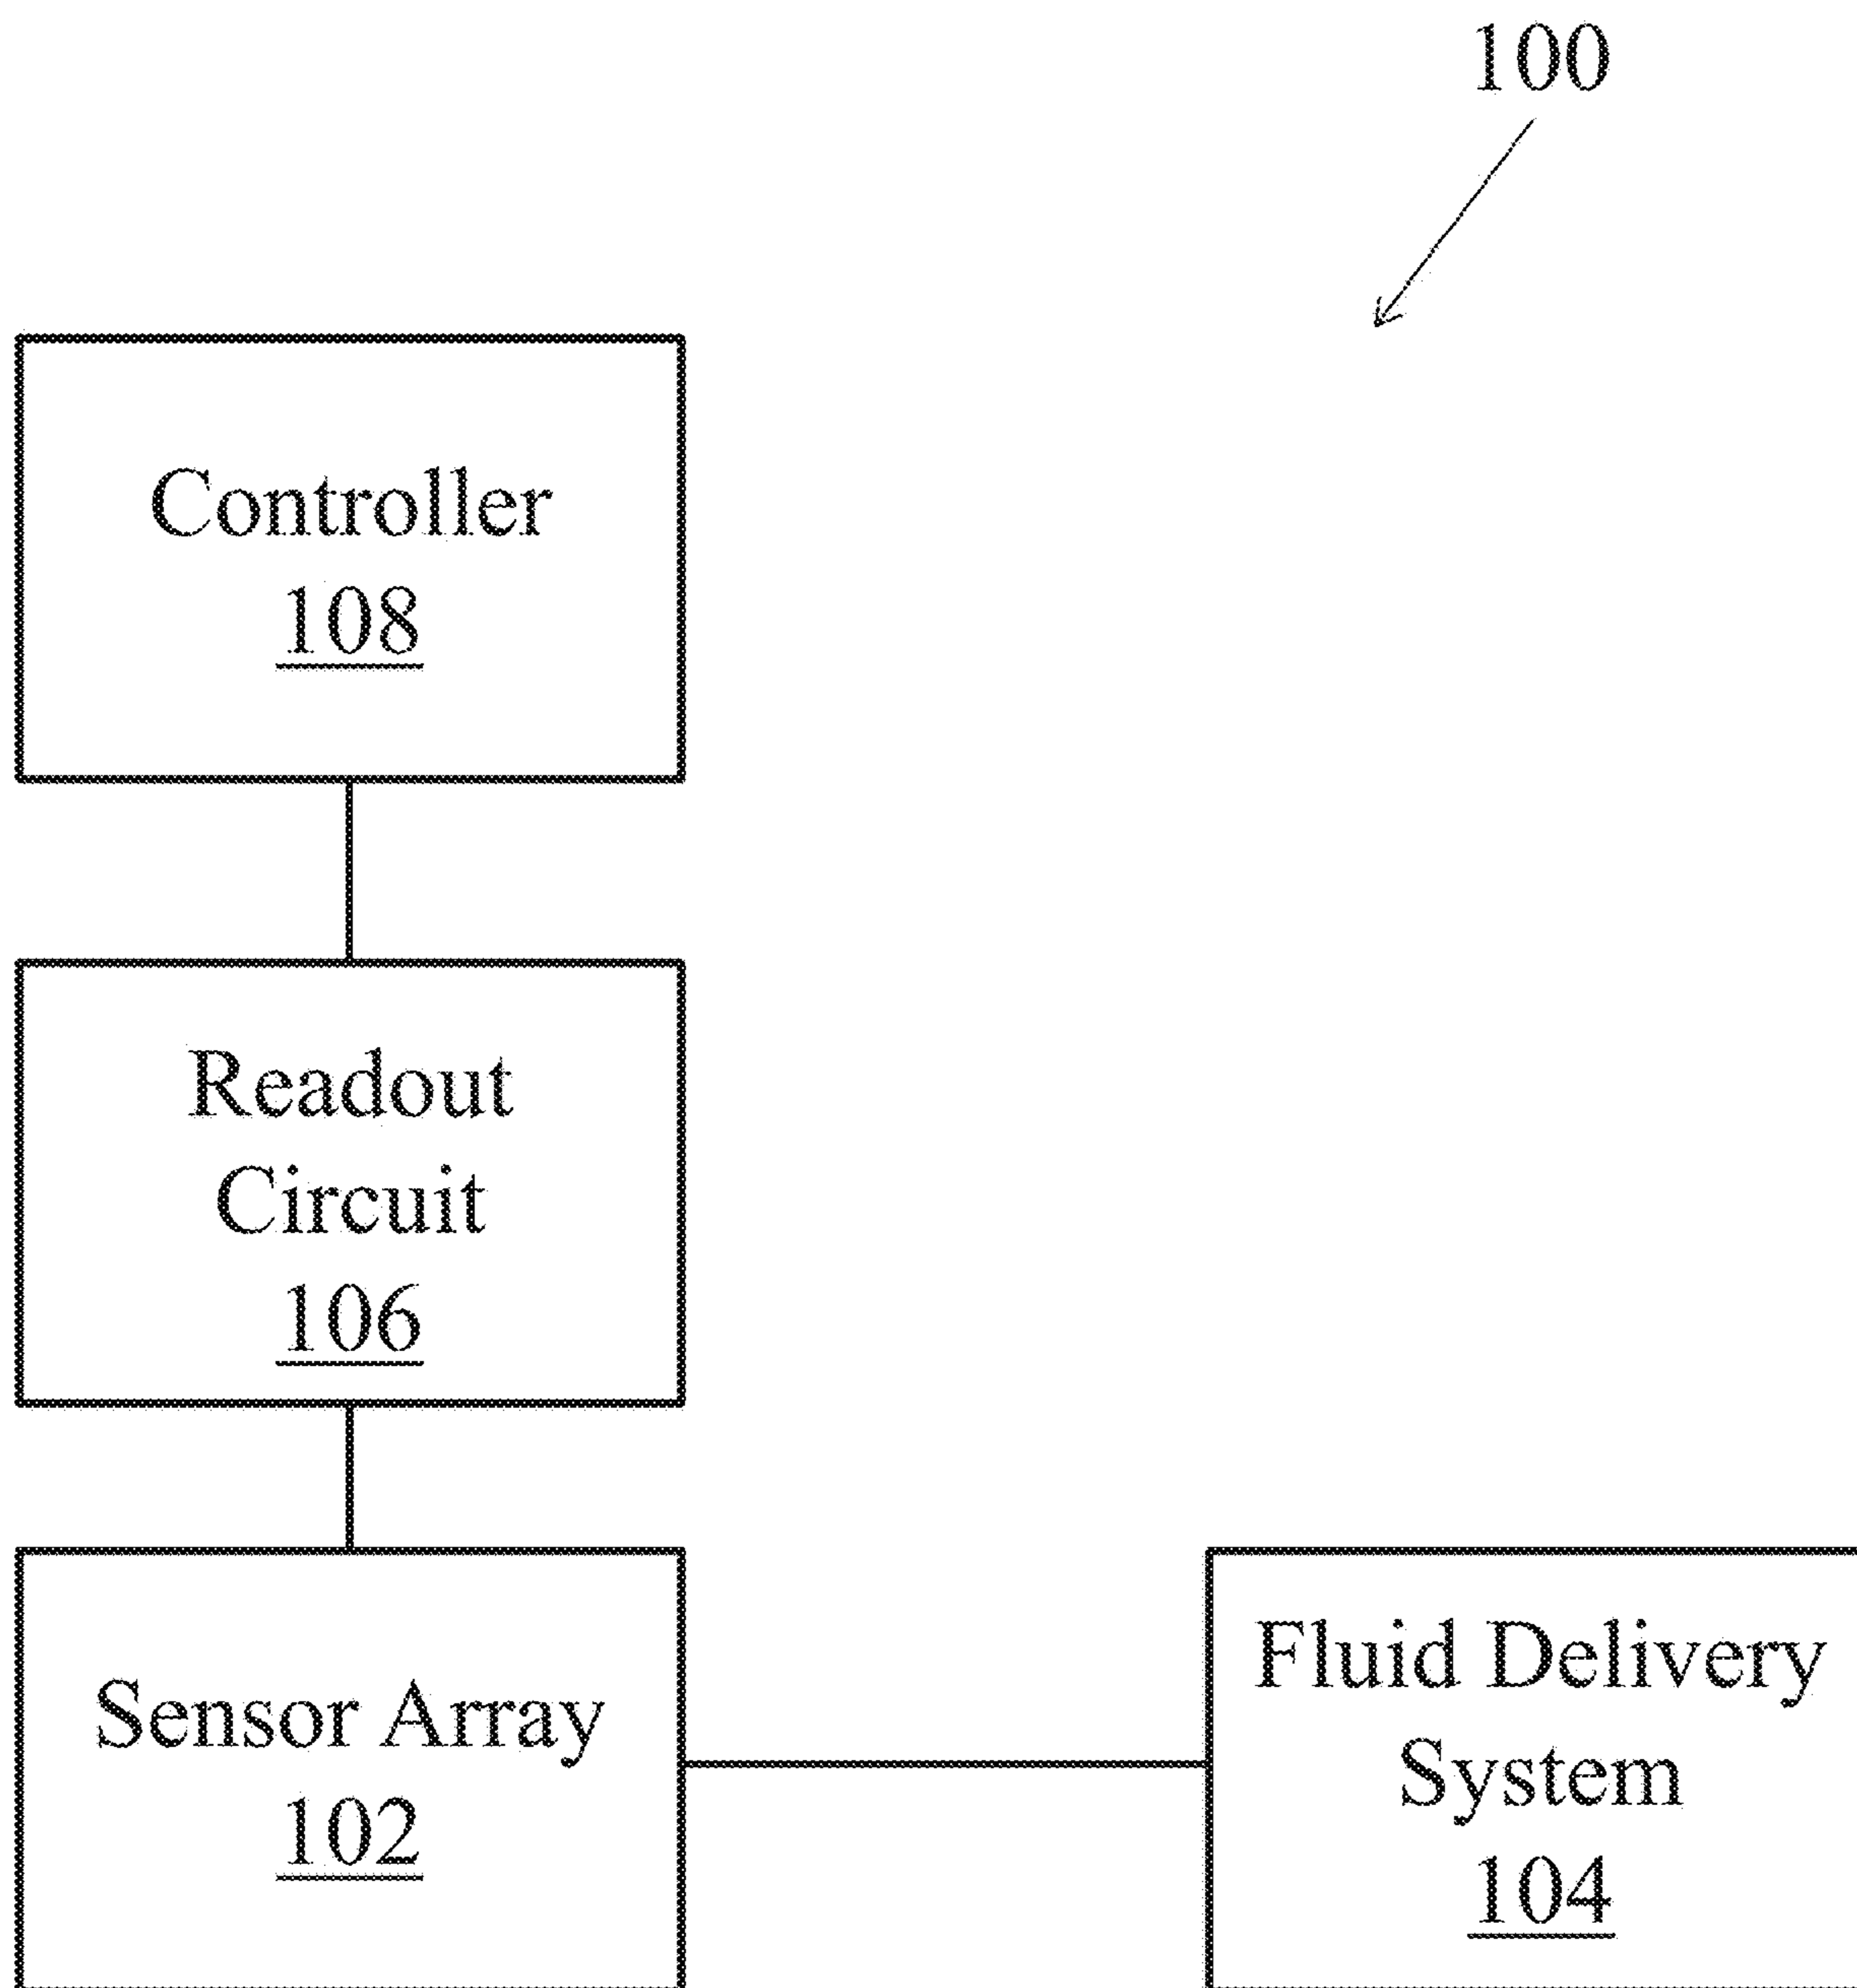 100
Controller
108
Readout
Circuit
106
Sensor Array
102
Fluid Delivery
System
104